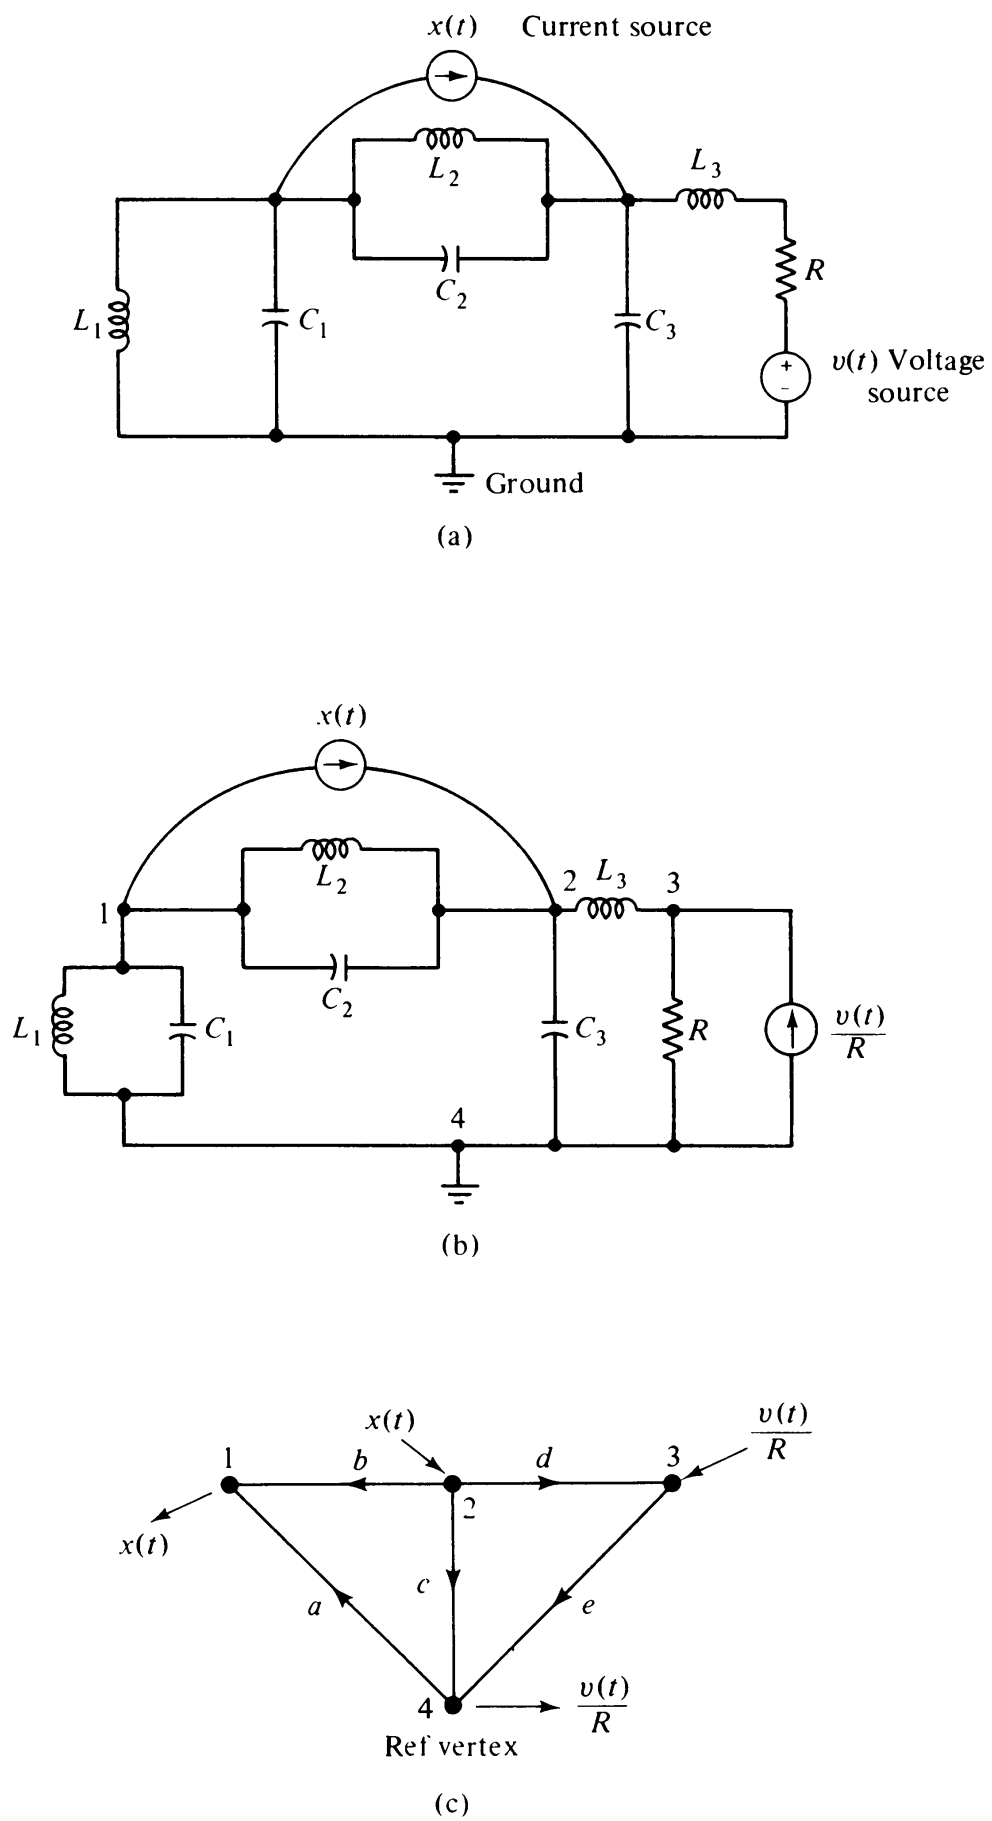 x(t) Current source
L2
L3
C2
R
L1
C1
C3
v(t) Voltage
source
+
-
Ground
(a)
x(t)
L2
1
2
L3
3
C2
L1
C1
C3
R
v(t)
R
4
(b)
x(t)
v(t)
R
1
b
d
3
2
x(t)
c
a
e
4
v(t)
R
Ref vertex
(c)